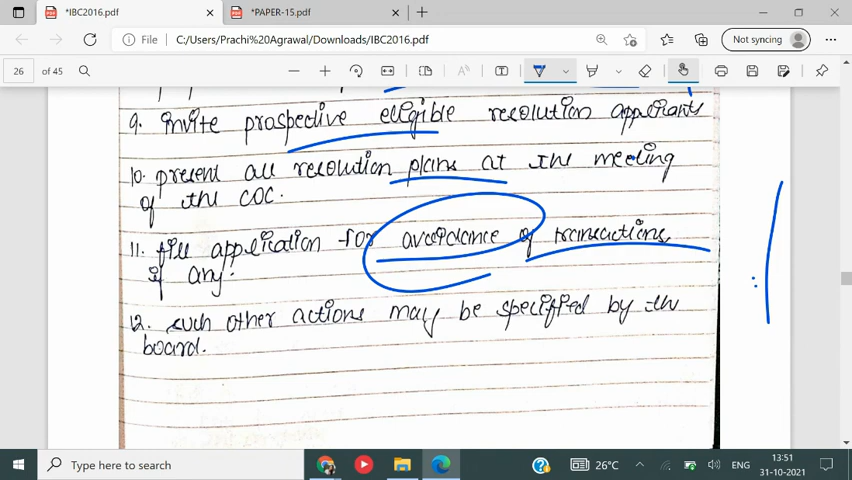 *IBC2016.pdf
*PAPER-15.pdf
File C:/Users/Prachi%20Agrawal/Downloads/IBC2016.pdf
Not syncing
26 of 45
9. invite prospective eligible resolution applicants
10. present all resolution plans at the meeting
of the COC.
11. file application for avoidance of transactions,
if any.
12. such other actions may be specified by the
board.
Type here to search
26°C
ENG
13:51
31-10-2021